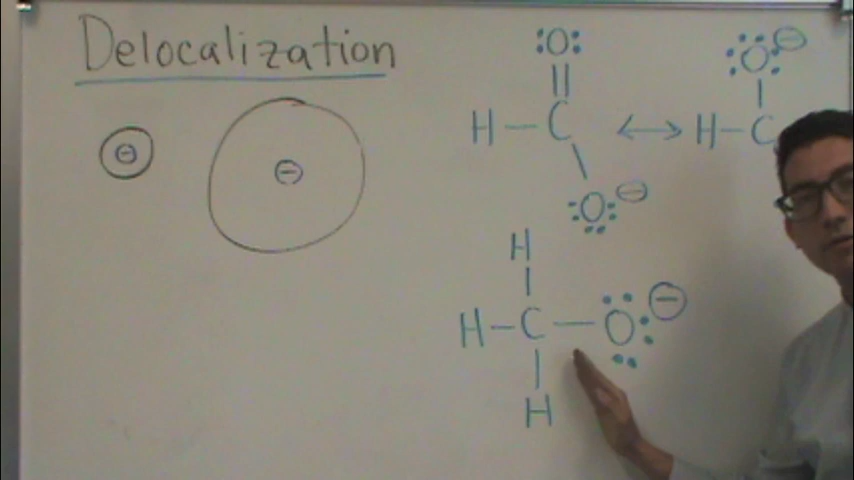 Delocalization
:O: O ⊖
|| |
H — C ↔ H — C
\
O ⊖
⊖ ⊖
H
|
H — C — O ⊖
|
H